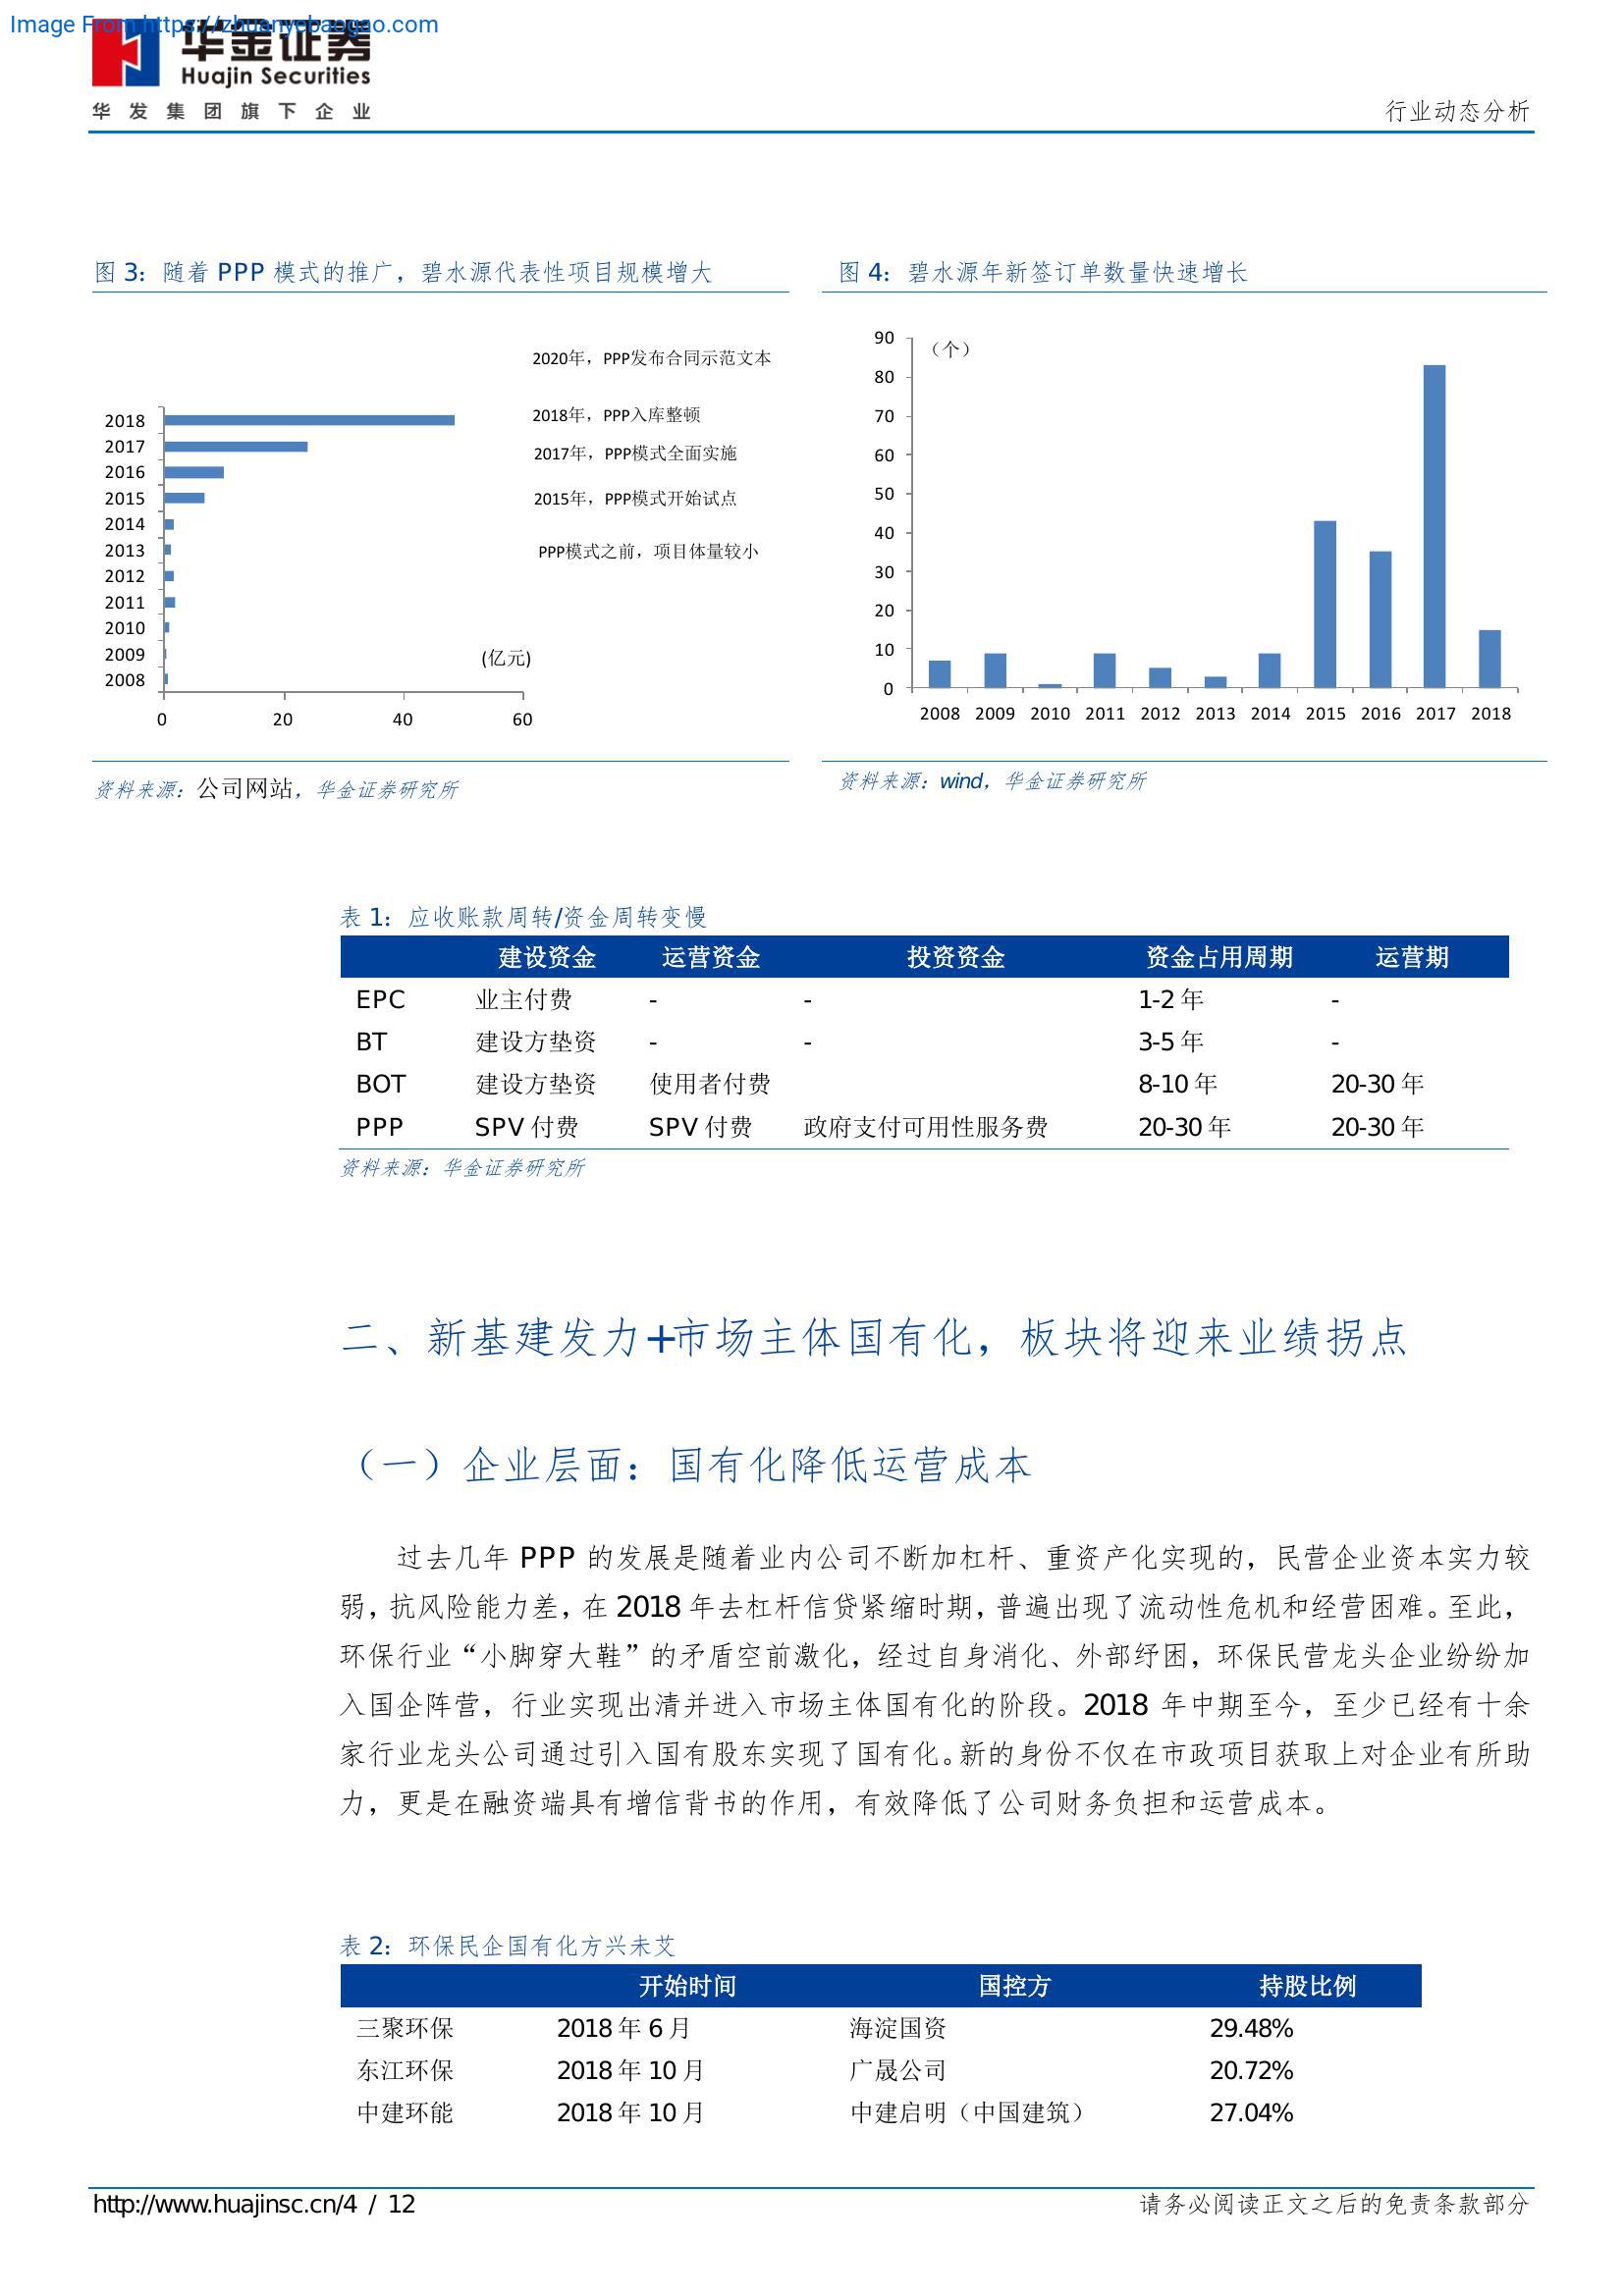 Image From https://zhuanyebaogao.com
华金证券
Huajin Securities
华发集团旗下企业
行业动态分析
图 3：随着 PPP 模式的推广，碧水源代表性项目规模增大
2020年，PPP发布合同示范文本
2018年，PPP入库整顿
2017年，PPP模式全面实施
2015年，PPP模式开始试点
PPP模式之前，项目体量较小
2018
2017
2016
2015
2014
2013
2012
2011
2010
2009
2008
(亿元)
0 20 40 60
资料来源：公司网站，华金证券研究所
图 4：碧水源年新签订单数量快速增长
（个）
90
80
70
60
50
40
30
20
10
0
2008 2009 2010 2011 2012 2013 2014 2015 2016 2017 2018
资料来源：wind，华金证券研究所
表 1：应收账款周转/资金周转变慢
建设资金 运营资金 投资资金 资金占用周期 运营期
EPC 业主付费 - - 1-2 年 -
BT 建设方垫资 - - 3-5 年 -
BOT 建设方垫资 使用者付费 8-10 年 20-30 年
PPP SPV 付费 SPV 付费 政府支付可用性服务费 20-30 年 20-30 年
资料来源：华金证券研究所
二、新基建发力+市场主体国有化，板块将迎来业绩拐点
（一）企业层面：国有化降低运营成本
过去几年 PPP 的发展是随着业内公司不断加杠杆、重资产化实现的，民营企业资本实力较
弱，抗风险能力差，在 2018 年去杠杆信贷紧缩时期，普遍出现了流动性危机和经营困难。至此，
环保行业“小脚穿大鞋”的矛盾空前激化，经过自身消化、外部纾困，环保民营龙头企业纷纷加
入国企阵营，行业实现出清并进入市场主体国有化的阶段。2018 年中期至今，至少已经有十余
家行业龙头公司通过引入国有股东实现了国有化。新的身份不仅在市政项目获取上对企业有所助
力，更是在融资端具有增信背书的作用，有效降低了公司财务负担和运营成本。
表 2：环保民企国有化方兴未艾
开始时间 国控方 持股比例
三聚环保 2018 年 6 月 海淀国资 29.48%
东江环保 2018 年 10 月 广晟公司 20.72%
中建环能 2018 年 10 月 中建启明（中国建筑） 27.04%
http://www.huajinsc.cn/4 / 12
请务必阅读正文之后的免责条款部分